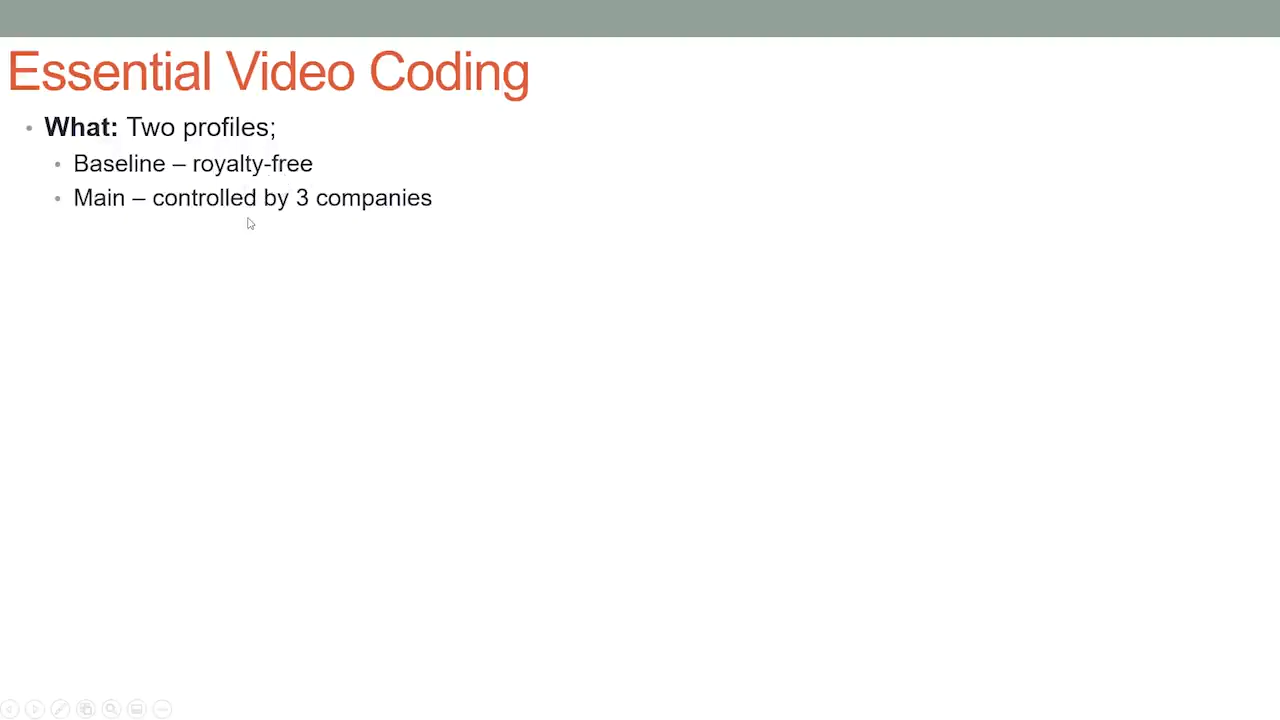 Essential Video Coding
• What: Two profiles;
• Baseline – royalty-free
• Main – controlled by 3 companies